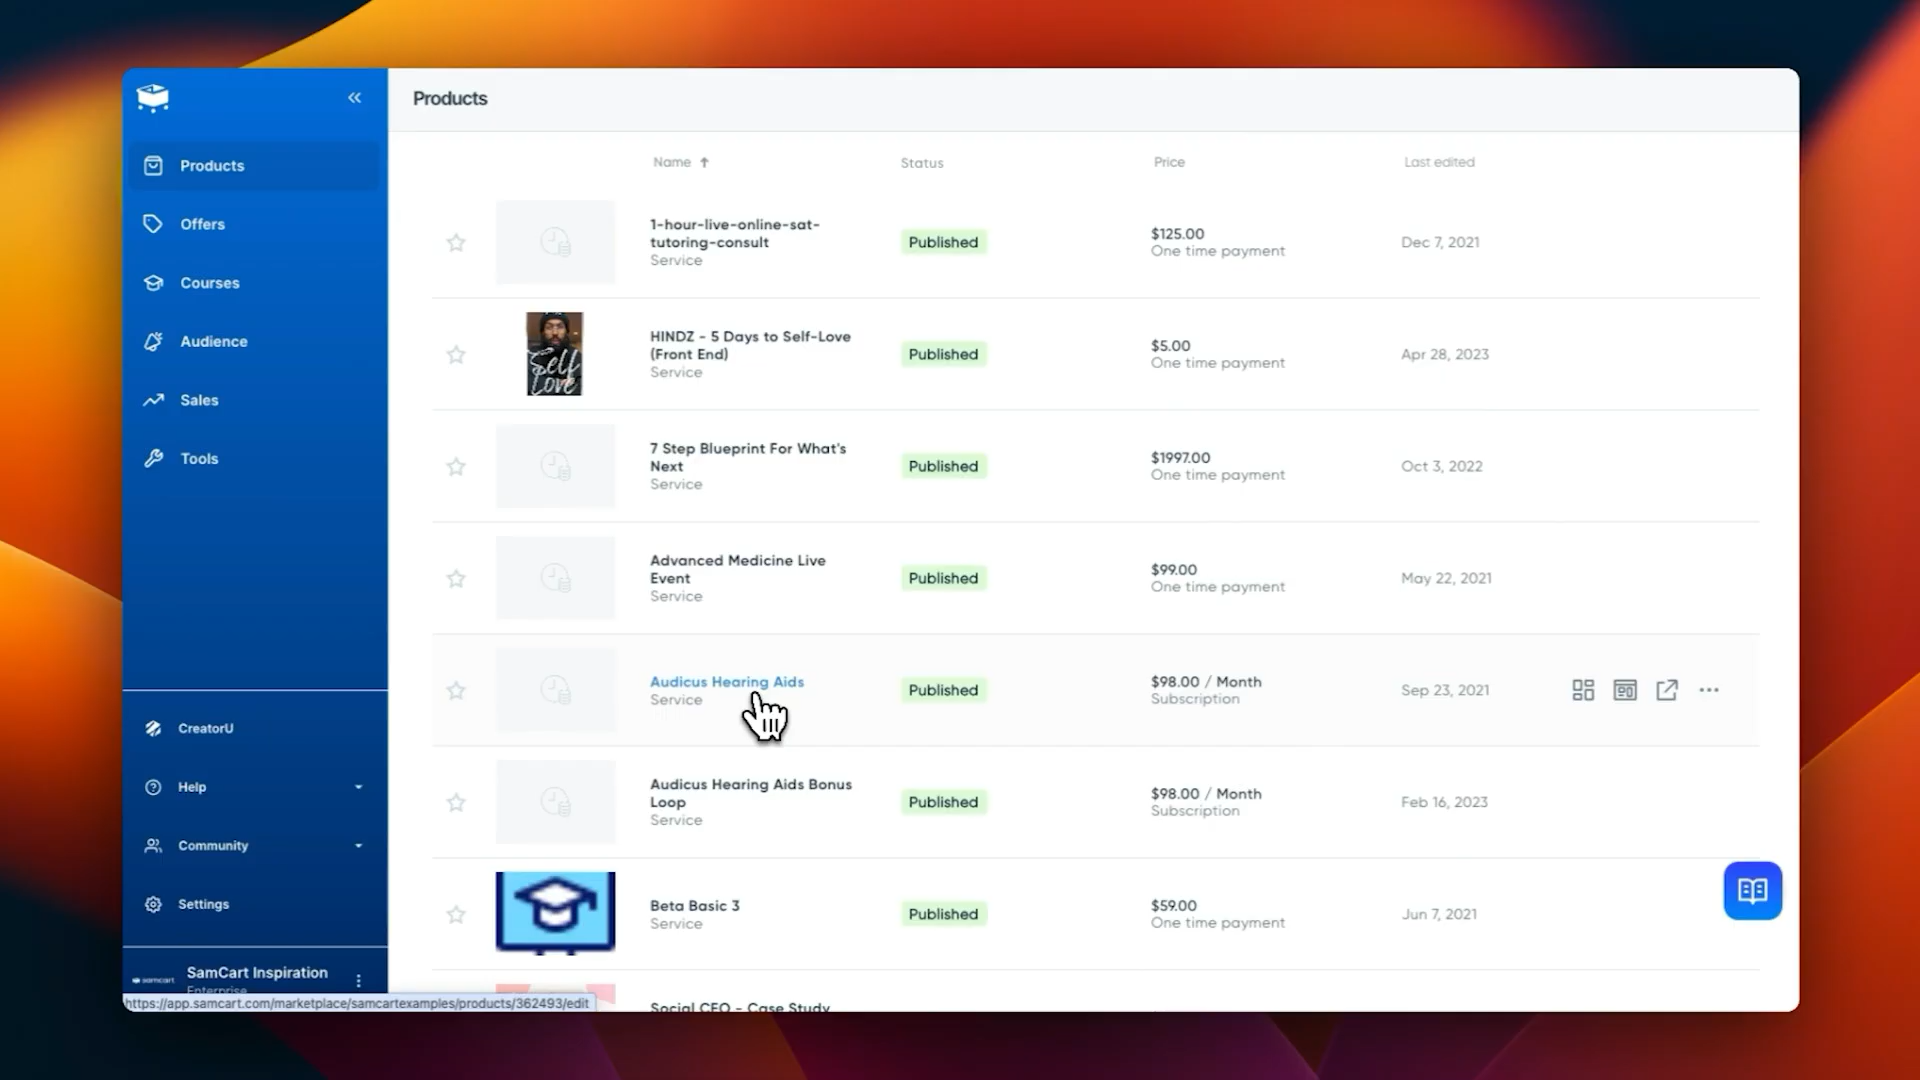 Products
Products
Offers
Courses
Audience
Sales
Tools
CreatorU
Help
Community
Settings
samcart
SamCart Inspiration
Enterprise
https://app.samcart.com/marketplace/samcartexamples/products/362493/edit
Name Status Price Last edited
1-hour-live-online-sat-
tutoring-consult
Service
Published
$125.00
One time payment
Dec 7, 2021
Self
Love
HINDZ - 5 Days to Self-Love
(Front End)
Service
Published
$5.00
One time payment
Apr 28, 2023
7 Step Blueprint For What's
Next
Service
Published
$1997.00
One time payment
Oct 3, 2022
Advanced Medicine Live
Event
Service
Published
$99.00
One time payment
May 22, 2021
Audicus Hearing Aids
Service
Published
$98.00 / Month
Subscription
Sep 23, 2021
Audicus Hearing Aids Bonus
Loop
Service
Published
$98.00 / Month
Subscription
Feb 16, 2023
Beta Basic 3
Service
Published
$59.00
One time payment
Jun 7, 2021
Social CEO - Case Study